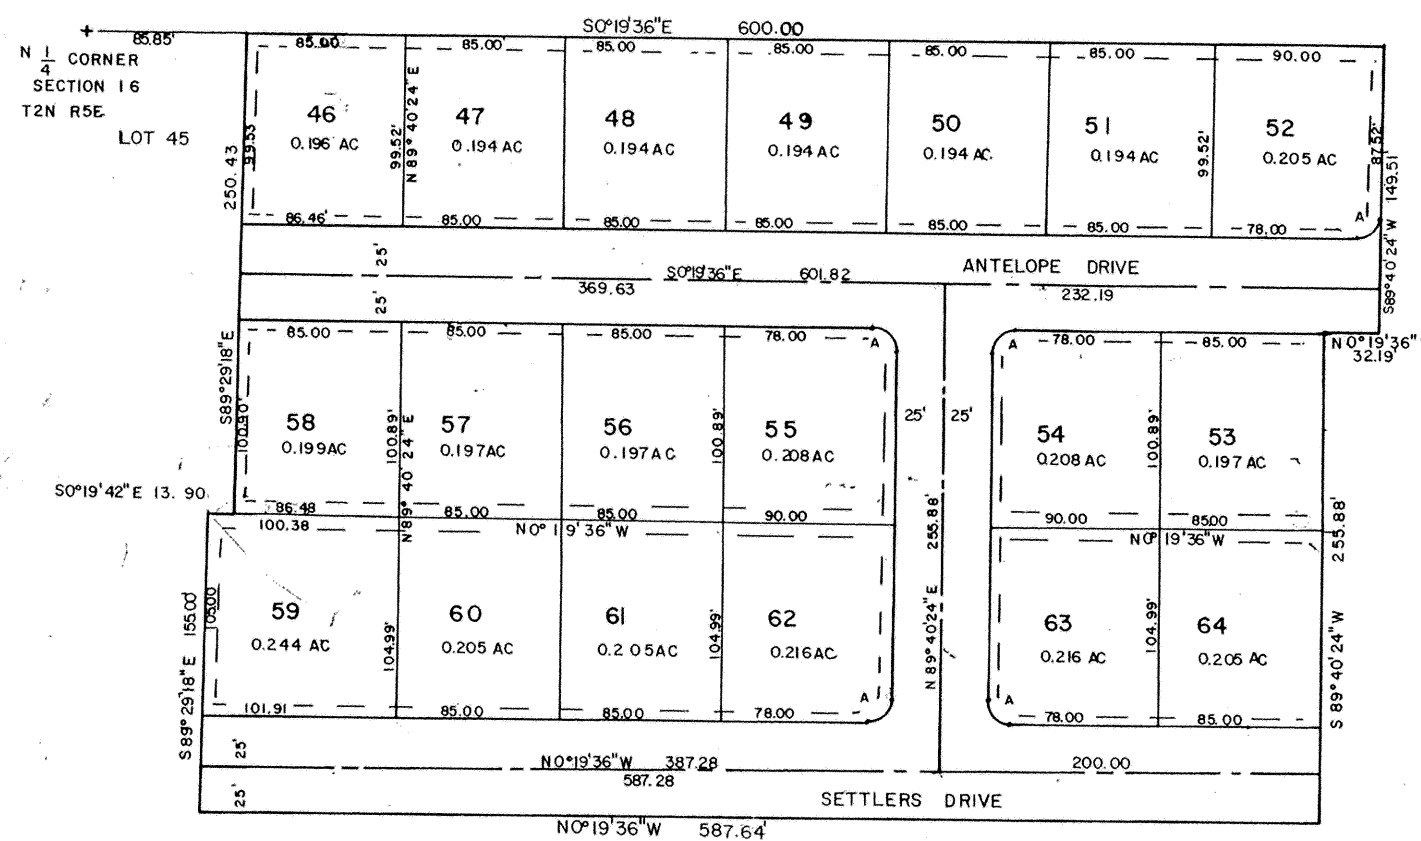 S0°19'36"E 600.00
85.85'
N 1/4 CORNER
SECTION 16
T2N R5E
LOT 45
85.00 85.00' 85.00 85.00 85.00 85.00 90.00
46 47 48 49 50 51 52
0.196 AC 0.194 AC 0.194 AC 0.194 AC 0.194 AC 0.194 AC 0.205 AC
250.43
99.53
99.52'
N 89°40'24"E
99.52'
87.52'
149.51
S89°40'24"W
A
86.46' 85.00 85.00 85.00 85.00 85.00 78.00
25'
S0°19'36"E 601.82
ANTELOPE DRIVE
369.63
232.19
25'
85.00 85.00 85.00 78.00 78.00 85.00
A A
N0°19'36"
32.19'
S89°29'18"E
100.90'
58 57 56 55 54 53
0.199AC 0.197AC 0.197AC 0.208AC 0.208 AC 0.197 AC
100.89'
N89°40'24"E
100.89'
25' 25'
100.89'
S0°19'42"E 13.90
86.48 85.00 85.00 90.00 90.00 85.00
100.38
N0°19'36"W
N0°19'36"W
255.88'
255.88'
S89°29'18"E 155.00
05.00
59 60 61 62 63 64
0.244 AC 0.205 AC 0.205AC 0.216AC 0.216 AC 0.205 AC
104.99'
104.99'
N 89°40'24"E
104.99'
S 89°40'24"W
A A
101.91 85.00 85.00 78.00 78.00 85.00
25'
N0°19'36"W 387.28
200.00
587.28
25'
SETTLERS DRIVE
N0°19'36"W 587.64'